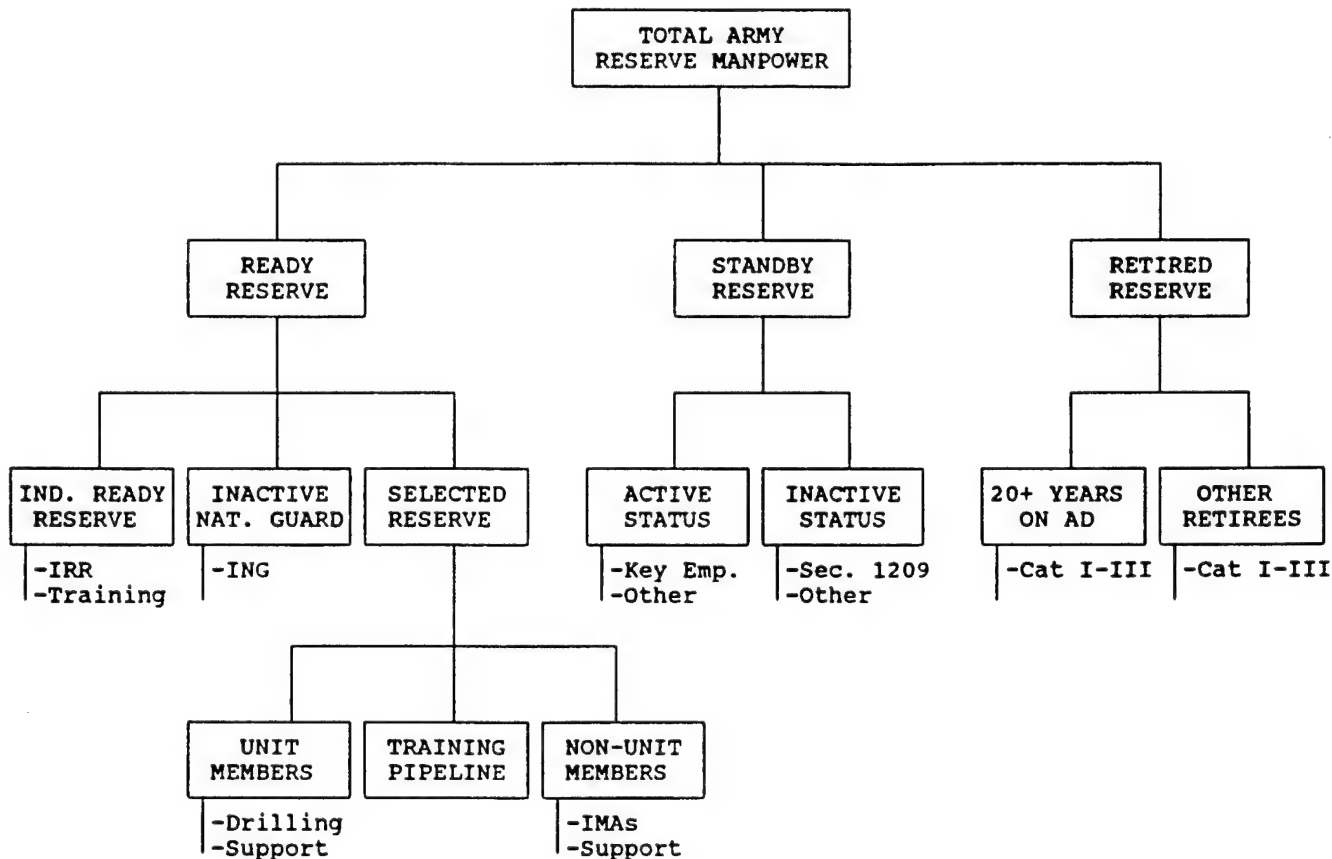 TOTAL ARMY
RESERVE MANPOWER
READY
RESERVE
STANDBY
RESERVE
RETIRED
RESERVE
IND. READY
RESERVE
-IRR
-Training
INACTIVE
NAT. GUARD
-ING
SELECTED
RESERVE
ACTIVE
STATUS
-Key Emp.
-Other
INACTIVE
STATUS
-Sec. 1209
-Other
20+ YEARS
ON AD
-Cat I-III
OTHER
RETIREES
-Cat I-III
UNIT
MEMBERS
-Drilling
-Support
TRAINING
PIPELINE
NON-UNIT
MEMBERS
-IMAs
-Support